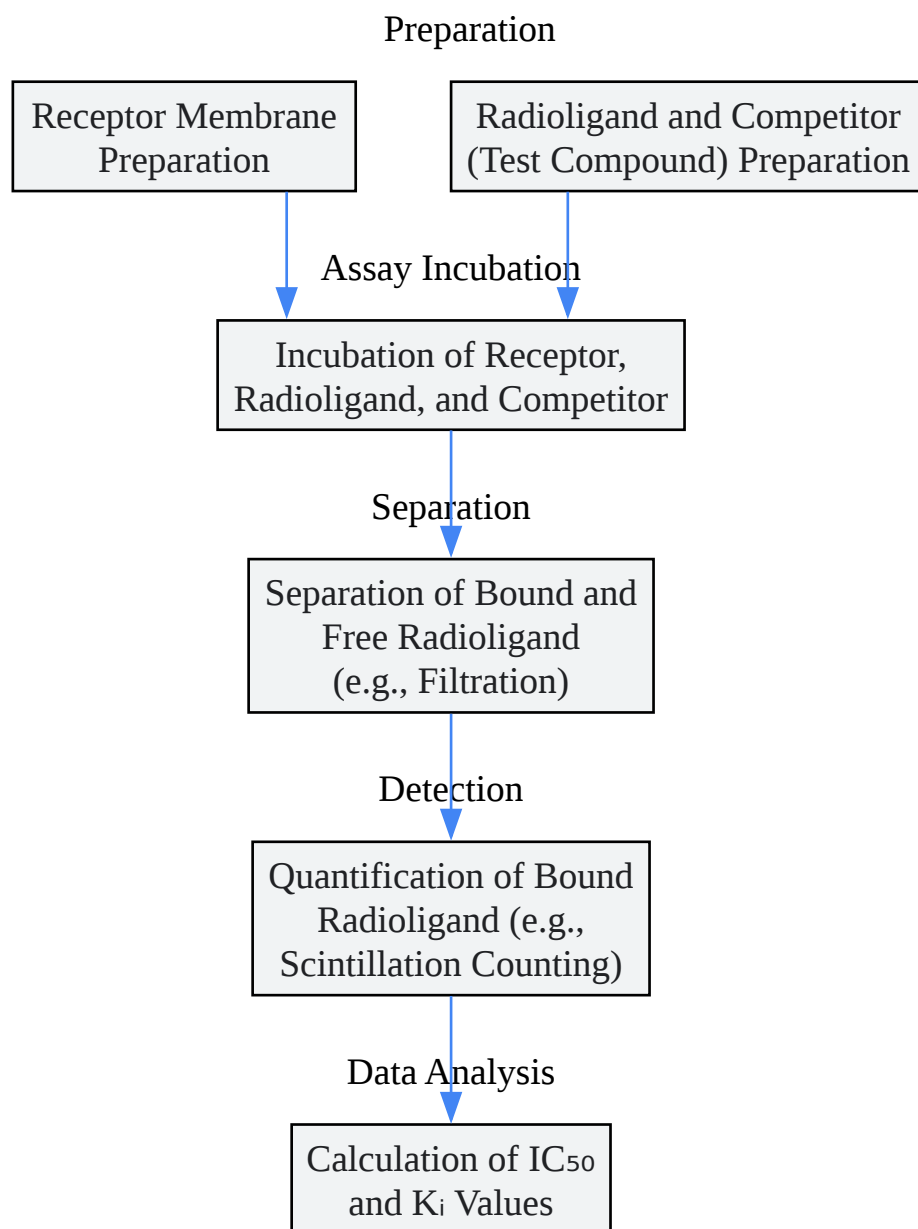 Preparation
Receptor Membrane
Preparation
Radioligand and Competitor
(Test Compound) Preparation
Assay Incubation
Incubation of Receptor,
Radioligand, and Competitor
Separation
Separation of Bound and
Free Radioligand
(e.g., Filtration)
Detection
Quantification of Bound
Radioligand (e.g.,
Scintillation Counting)
Data Analysis
Calculation of IC₅₀
and Kᵢ Values